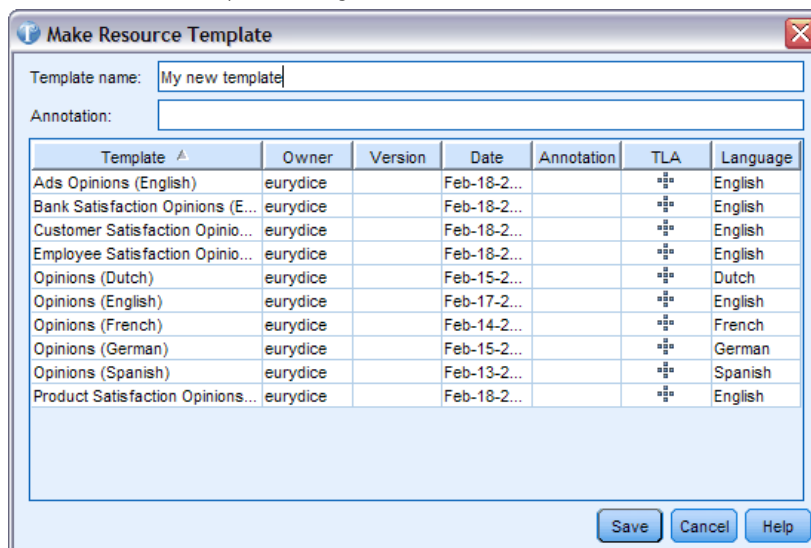 Make Resource Template
Template name: My new template
Annotation:
Template Owner Version Date Annotation TLA Language
Ads Opinions (English) eurydice Feb-18-2... English
Bank Satisfaction Opinions (E... eurydice Feb-18-2... English
Customer Satisfaction Opinio... eurydice Feb-18-2... English
Employee Satisfaction Opinio... eurydice Feb-18-2... English
Opinions (Dutch) eurydice Feb-15-2... Dutch
Opinions (English) eurydice Feb-17-2... English
Opinions (French) eurydice Feb-14-2... French
Opinions (German) eurydice Feb-15-2... German
Opinions (Spanish) eurydice Feb-13-2... Spanish
Product Satisfaction Opinions... eurydice Feb-18-2... English
Save Cancel Help